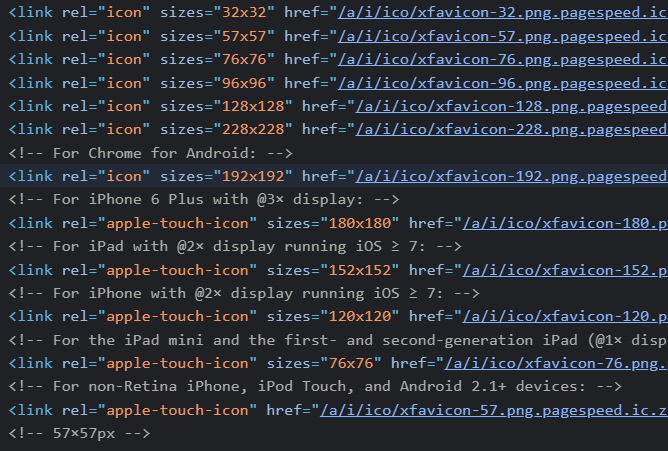 <link rel="icon" sizes="32x32" href="/a/i/ico/xfavicon-32.png.pagespeed.ic
<link rel="icon" sizes="57x57" href="/a/i/ico/xfavicon-57.png.pagespeed.ic
<link rel="icon" sizes="76x76" href="/a/i/ico/xfavicon-76.png.pagespeed.ic
<link rel="icon" sizes="96x96" href="/a/i/ico/xfavicon-96.png.pagespeed.ic
<link rel="icon" sizes="128x128" href="/a/i/ico/xfavicon-128.png.pagespeed
<link rel="icon" sizes="228x228" href="/a/i/ico/xfavicon-228.png.pagespeed
<!-- For Chrome for Android: -->
<link rel="icon" sizes="192x192" href="/a/i/ico/xfavicon-192.png.pagespeed
<!-- For iPhone 6 Plus with @3× display: -->
<link rel="apple-touch-icon" sizes="180x180" href="/a/i/ico/xfavicon-180.p
<!-- For iPad with @2× display running iOS ≥ 7: -->
<link rel="apple-touch-icon" sizes="152x152" href="/a/i/ico/xfavicon-152.p
<!-- For iPhone with @2× display running iOS ≥ 7: -->
<link rel="apple-touch-icon" sizes="120x120" href="/a/i/ico/xfavicon-120.p
<!-- For the iPad mini and the first- and second-generation iPad (@1× disp
<link rel="apple-touch-icon" sizes="76x76" href="/a/i/ico/xfavicon-76.png.
<!-- For non-Retina iPhone, iPod Touch, and Android 2.1+ devices: -->
<link rel="apple-touch-icon" href="/a/i/ico/xfavicon-57.png.pagespeed.ic.z
<!-- 57×57px -->